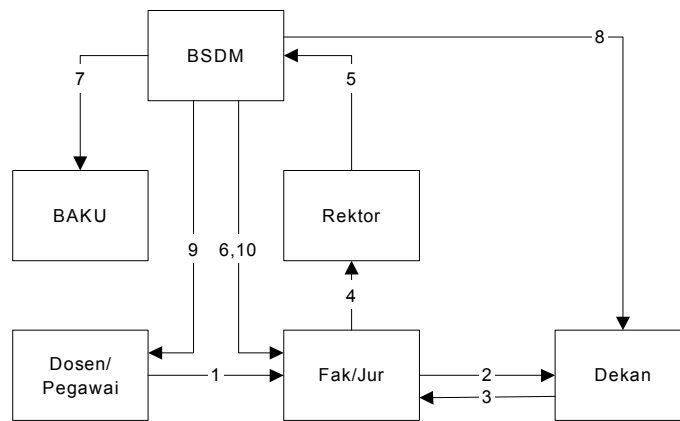 BSDM
8
7
5
BAKU
Rektor
9
6,10
4
Dosen/
Pegawai
1
Fak/Jur
2
3
Dekan